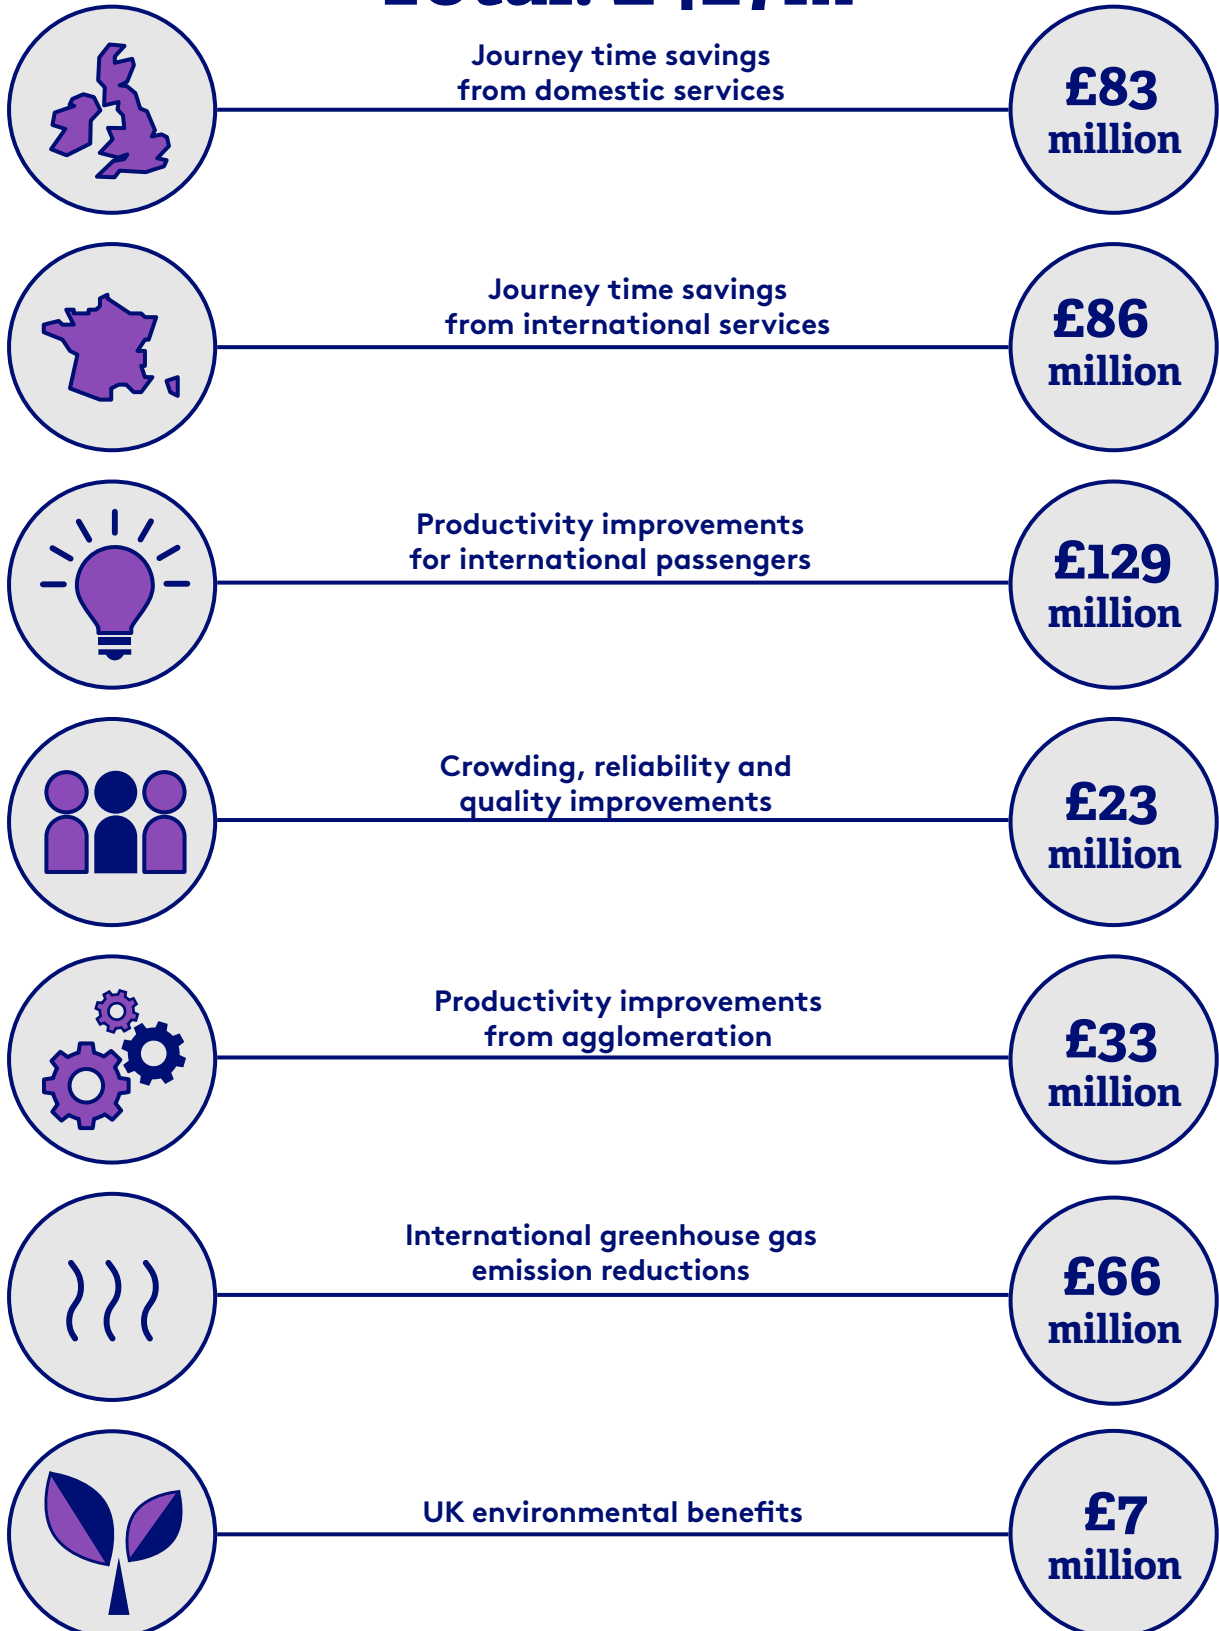 Journey time savings
from domestic services
£83
million
Journey time savings
from international services
£86
million
Productivity improvements
for international passengers
£129
million
Crowding, reliability and
quality improvements
£23
million
Productivity improvements
from agglomeration
£33
million
International greenhouse gas
emission reductions
£66
million
UK environmental benefits
£7
million